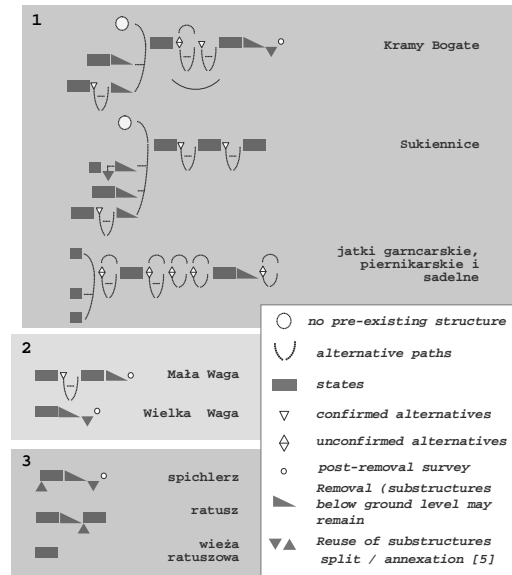 1
Kramy Bogate
Sukiennice
jatki garncarskie,
piernikarskie i
sadelne
2
Mała Waga
Wielka Waga
3
spichlerz
ratusz
wieża
ratuszowa
no pre-existing structure
alternative paths
states
confirmed alternatives
unconfirmed alternatives
post-removal survey
Removal (substructures
below ground level may
remain
Reuse of substructures
split / annexation [5]